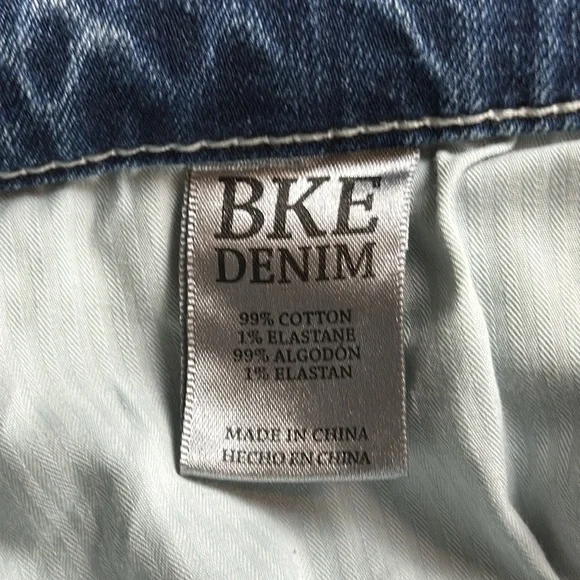 BKE
DENIM
99% COTTON
1% ELASTANE
99% ALGODÓN
1% ELASTAN
MADE IN CHINA
HECHO EN CHINA